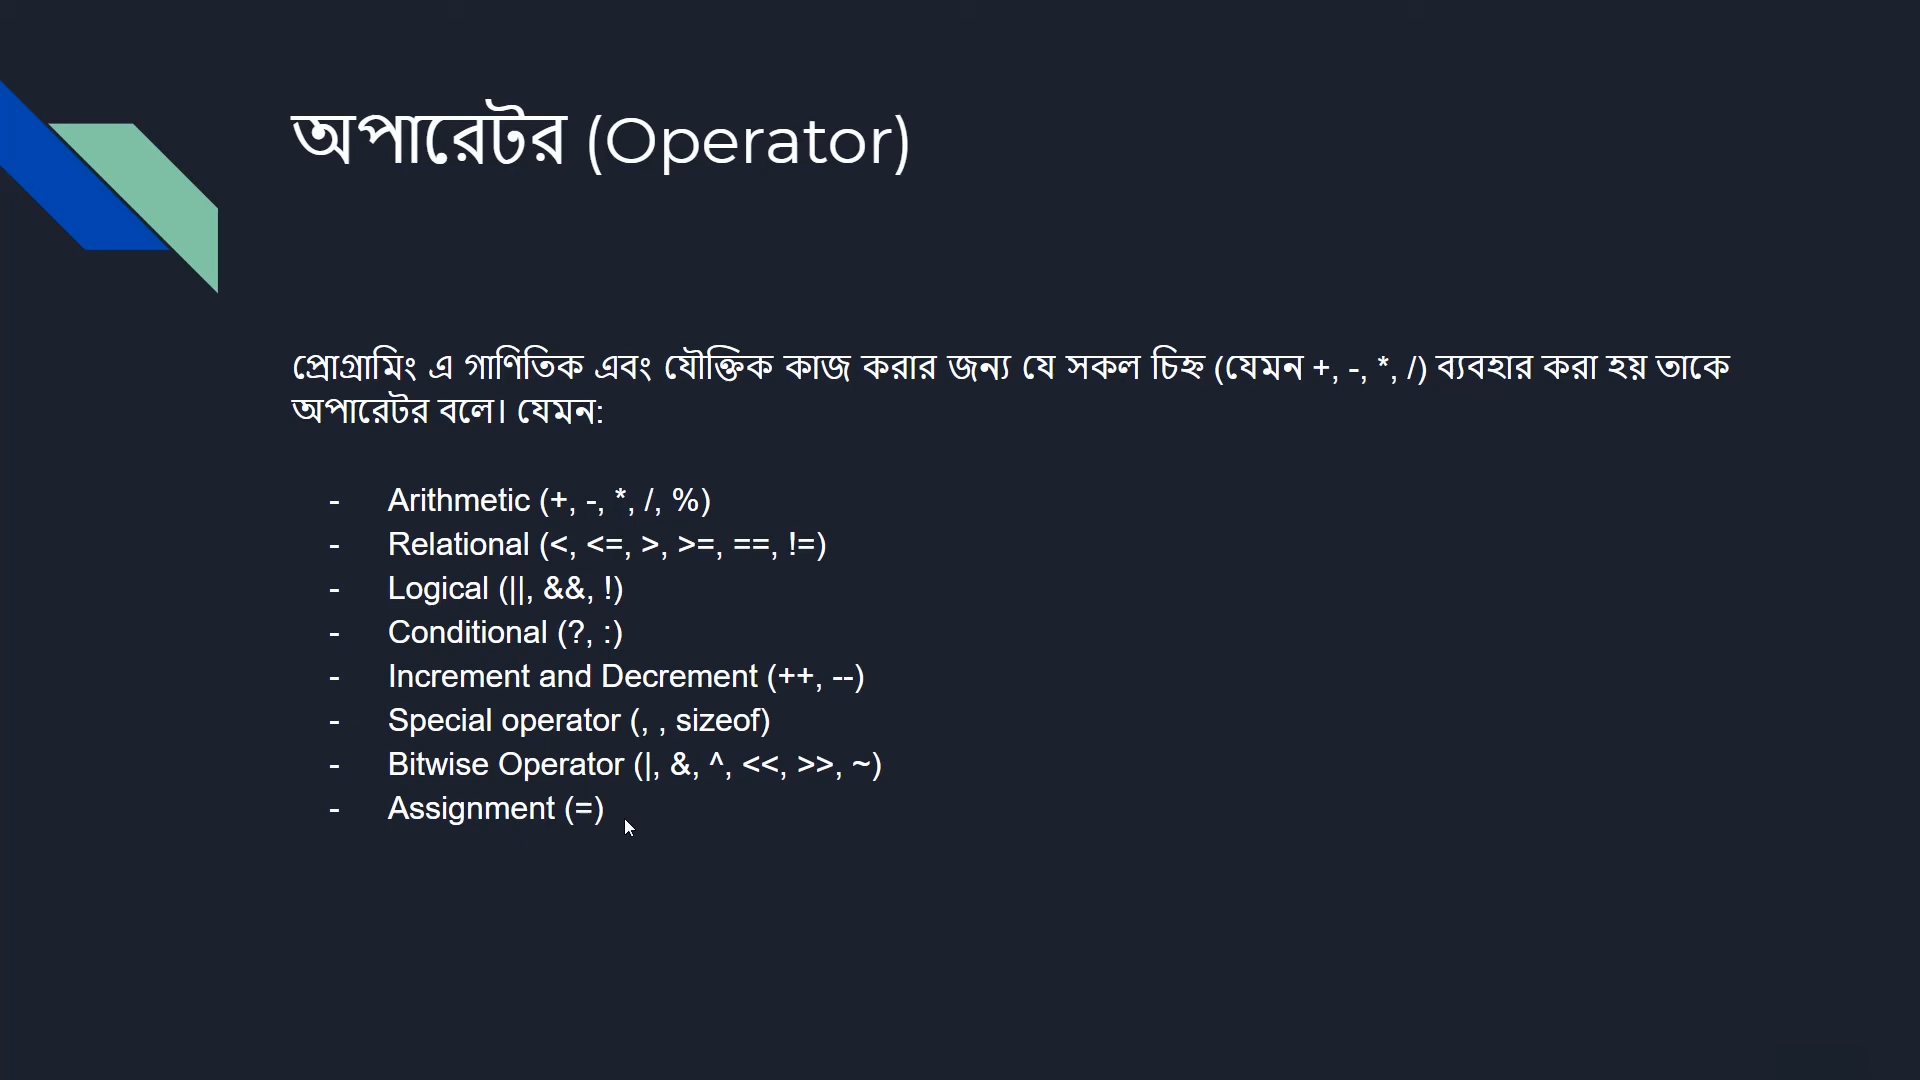 অপারেটর (Operator)
প্রোগ্রামিং এ গাণিতিক এবং যৌক্তিক কাজ করার জন্য যে সকল চিহ্ন (যেমন +, -, *, /) ব্যবহার করা হয় তাকে
অপারেটর বলে। যেমন:
- Arithmetic (+, -, *, /, %)
- Relational (<, <=, >, >=, ==, !=)
- Logical (||, &&, !)
- Conditional (?, :)
- Increment and Decrement (++, --)
- Special operator (, , sizeof)
- Bitwise Operator (|, &, ^, <<, >>, ~)
- Assignment (=)